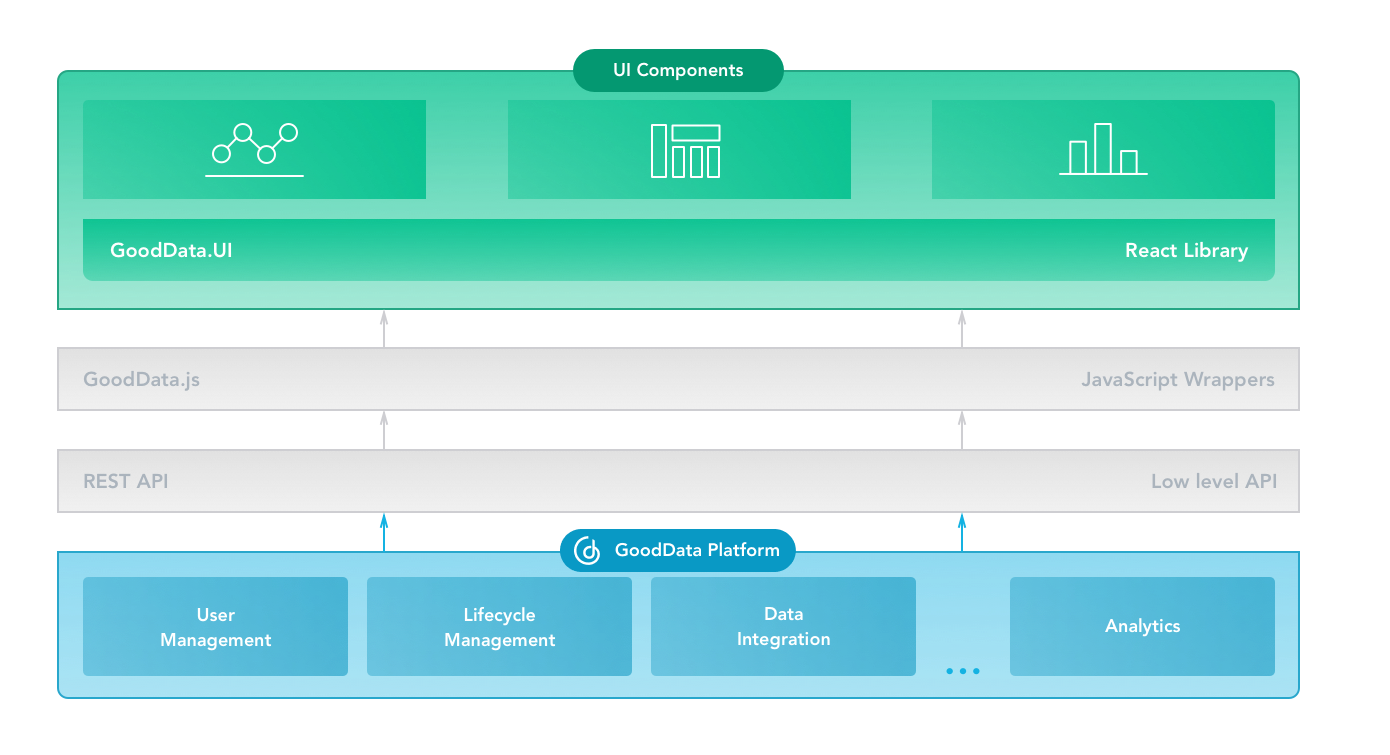 UI Components
GoodData.UI
React Library
GoodData.js
JavaScript Wrappers
REST API
Low level API
GoodData Platform
User
Management
Lifecycle
Management
Data
Integration
...
Analytics